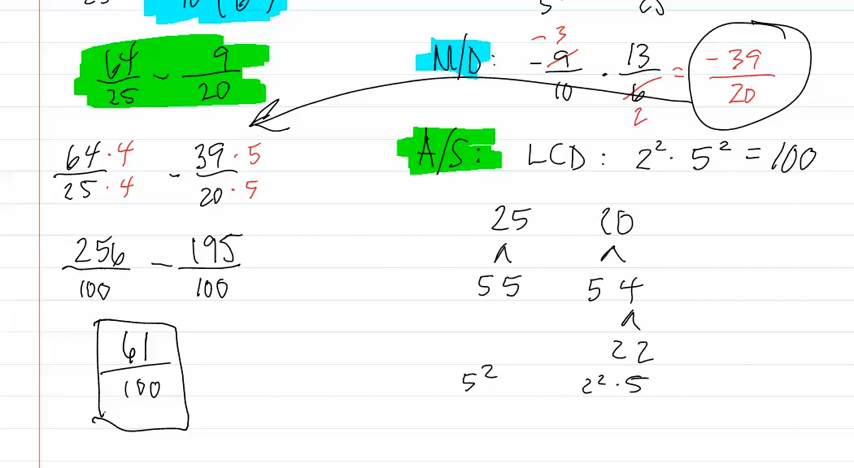 64/25 - 9/20
M/D: - 9/10 · 13/6 = -39/20
-3
2
64·4/25·4 - 39·5/20·5
A/S: LCD: 2² · 5² = 100
25 20
256/100 - 195/100
5 5 5 4
61/100
2 2
5² 2² · 5